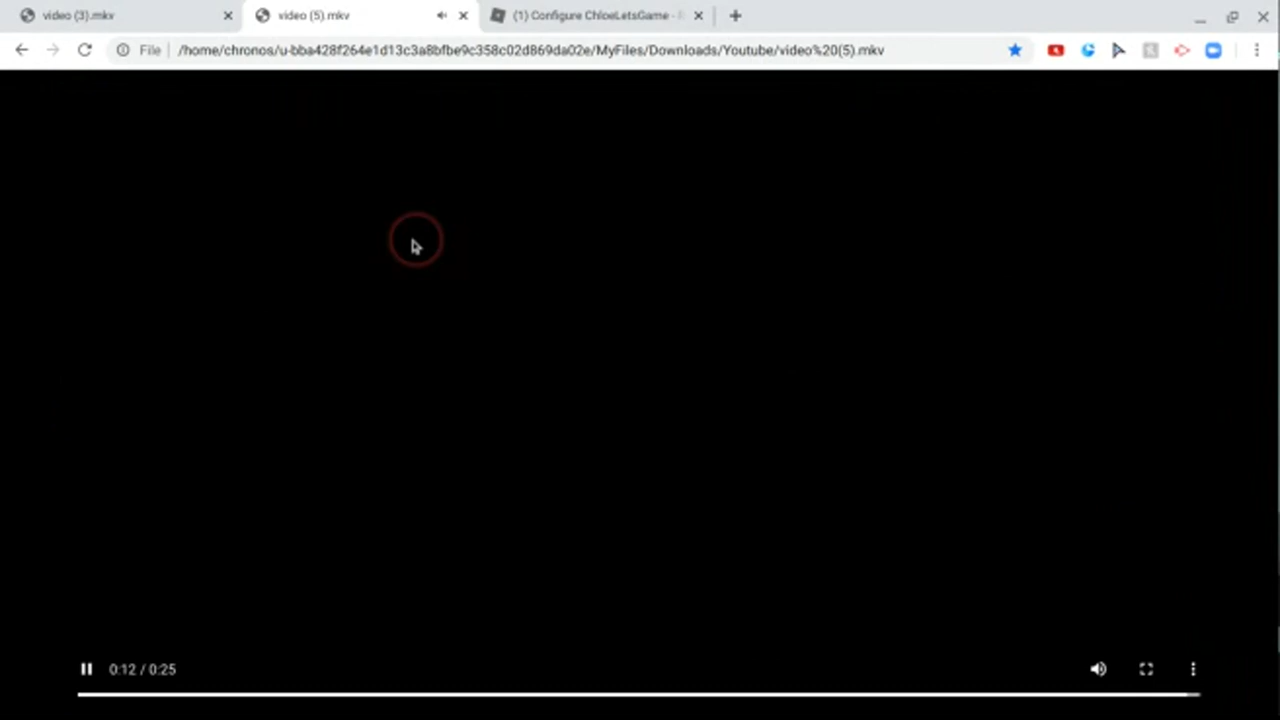 video (3).mkv
video (5).mkv
(1) Configure ChloeLetsGame -
File
/home/chronos/u-bba428f264e1d13c3a8bfbe9c358c02d869da02e/MyFiles/Downloads/Youtube/video%20(5).mkv
0:12 / 0:25